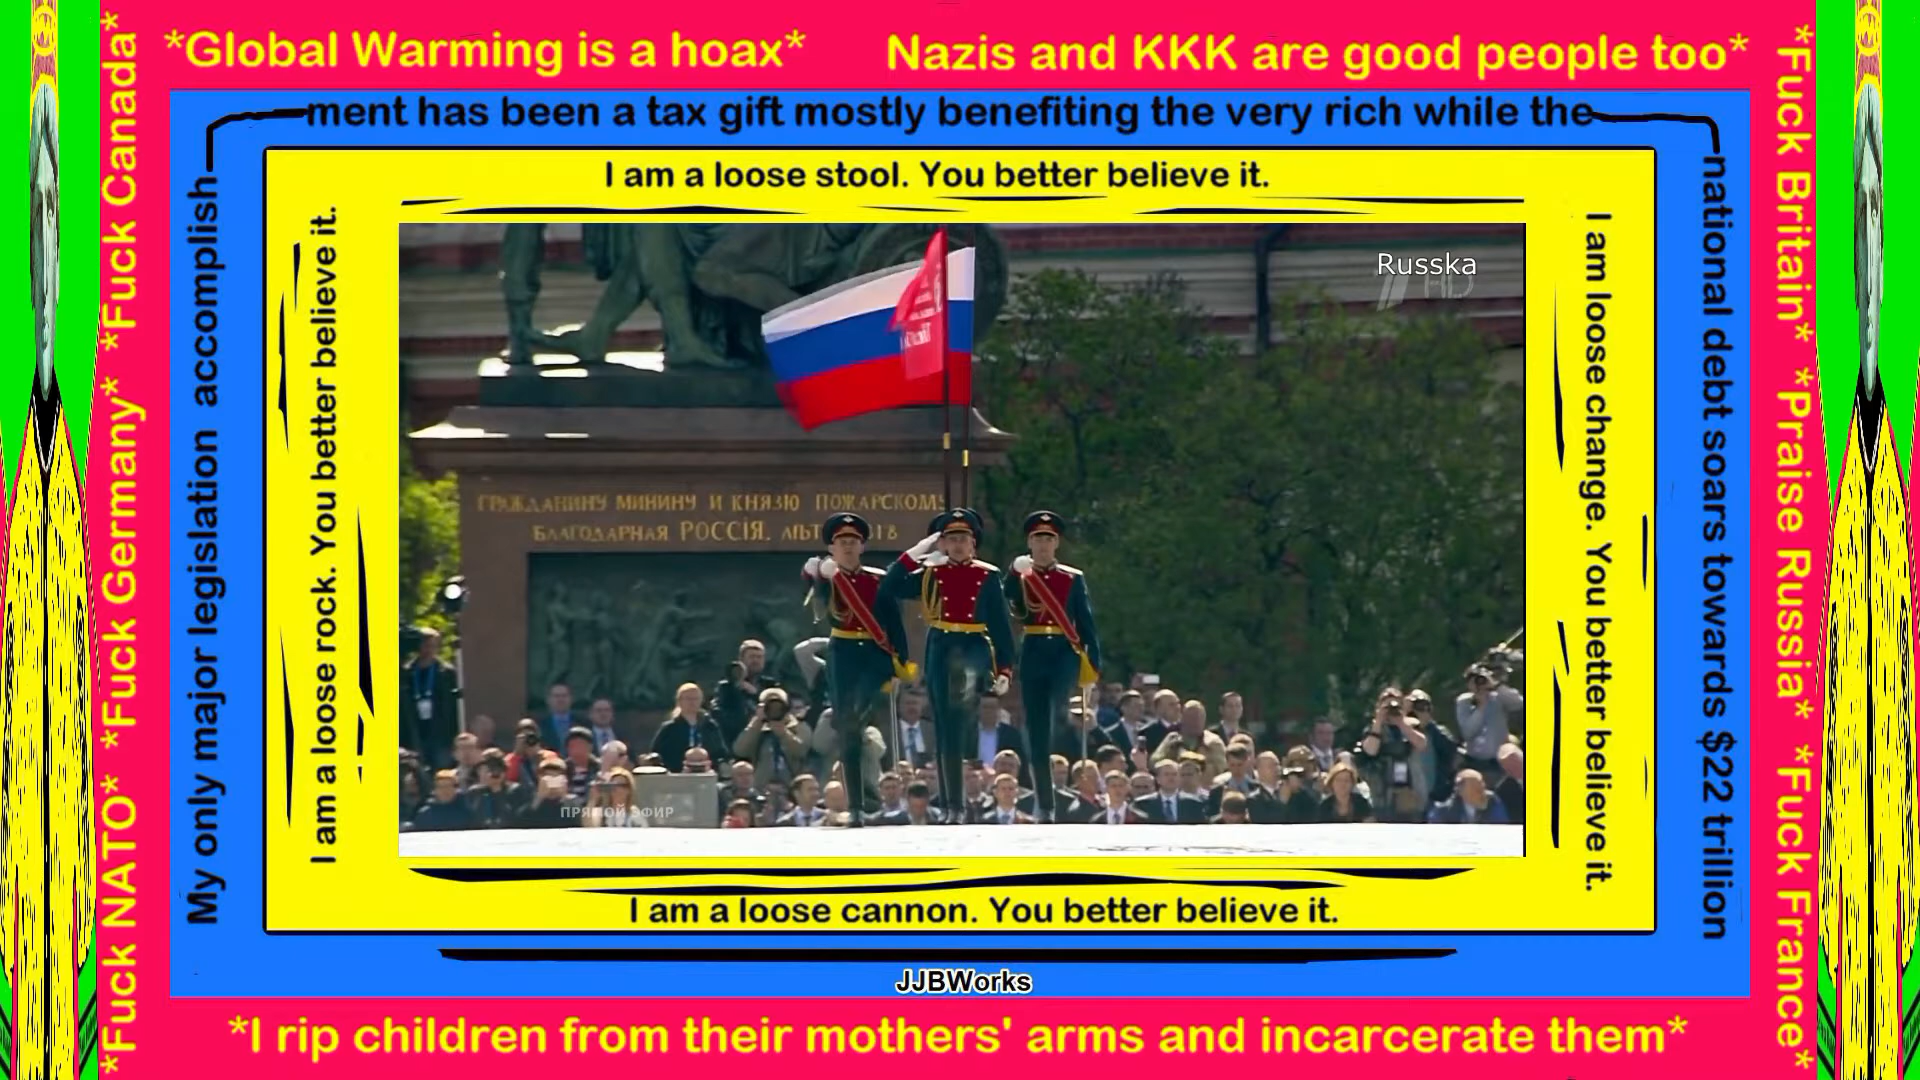 *Global Warming is a hoax*
Nazis and KKK are good people too*
*Fuck NATO* *Fuck Germany* *Fuck Canada*
*Fuck Britain* *Praise Russia* *Fuck France*
My only major legislation accomplish
ment has been a tax gift mostly benefiting the very rich while the
national debt soars towards $22 trillion
I am a loose stool. You better believe it.
I am a loose rock. You better believe it.
I am loose change. You better believe it.
Russka
HD
ГРАЖДАНИНУ МИНИНУ И КНЯЗЮ ПОЖАРСКОМУ
БЛАГОДАРНАЯ РОССІЯ.
ПРЯМОЙ ЭФИР
I am a loose cannon. You better believe it.
JJBWorks
*I rip children from their mothers' arms and incarcerate them*